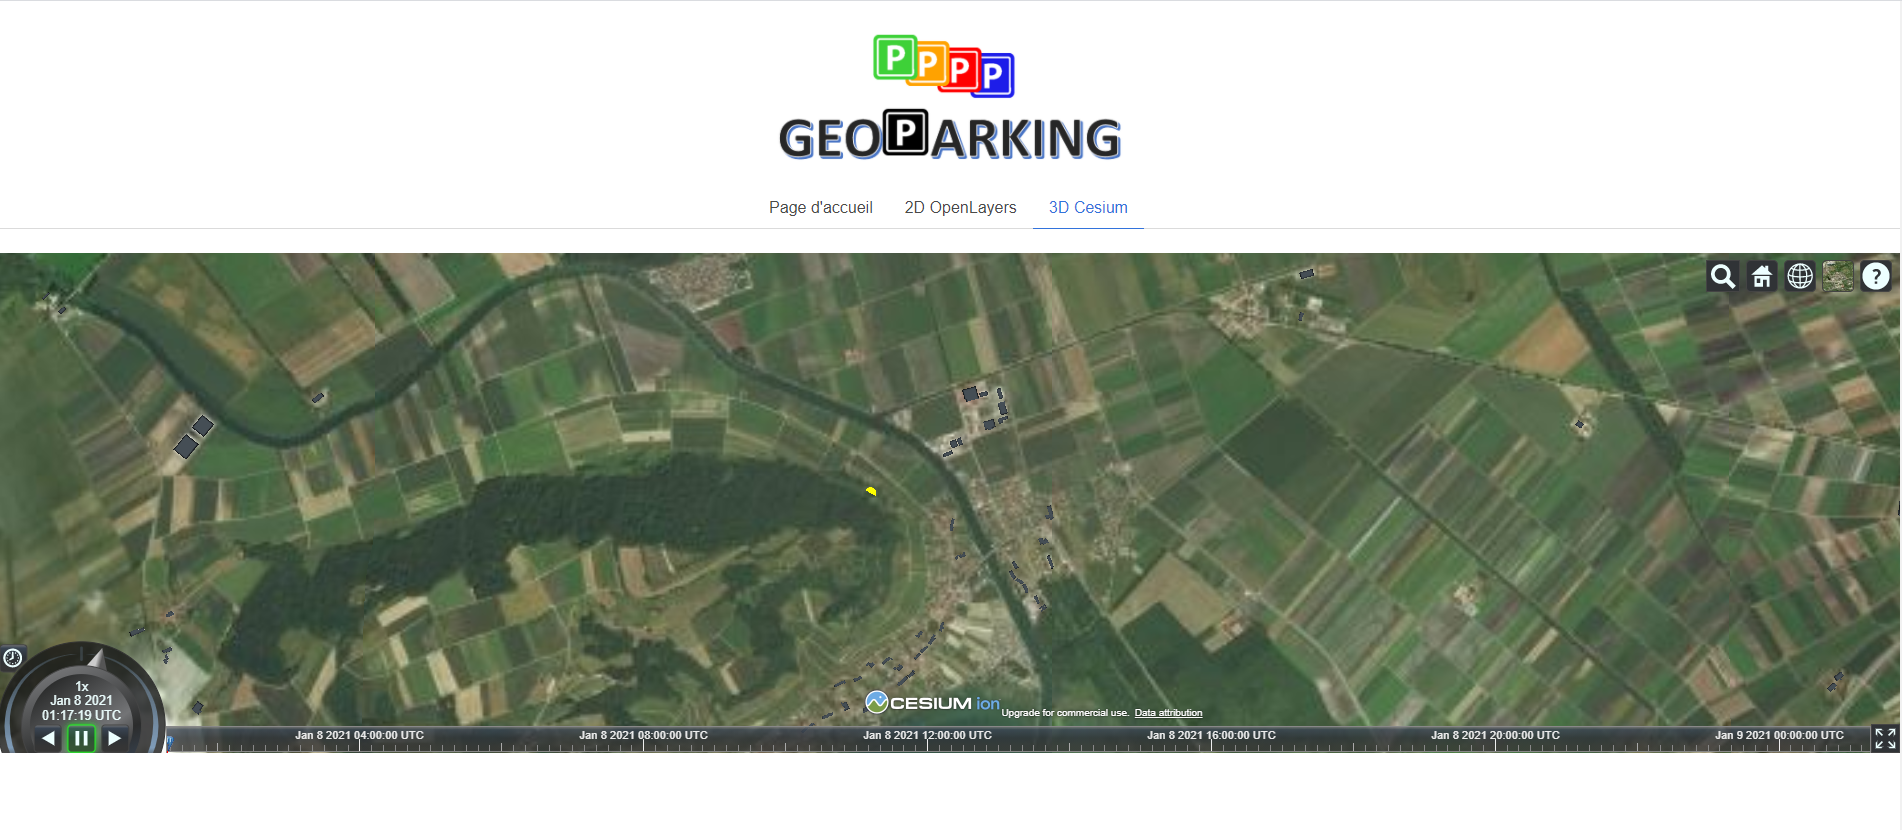 P P P P
GEOPARKING
Page d'accueil 2D OpenLayers 3D Cesium
?
1x
Jan 8 2021
01:17:19 UTC
CESIUM ion Upgrade for commercial use. Data attribution
Jan 8 2021 04:00:00 UTC Jan 8 2021 08:00:00 UTC Jan 8 2021 12:00:00 UTC Jan 8 2021 16:00:00 UTC Jan 8 2021 20:00:00 UTC Jan 9 2021 00:00:00 UTC